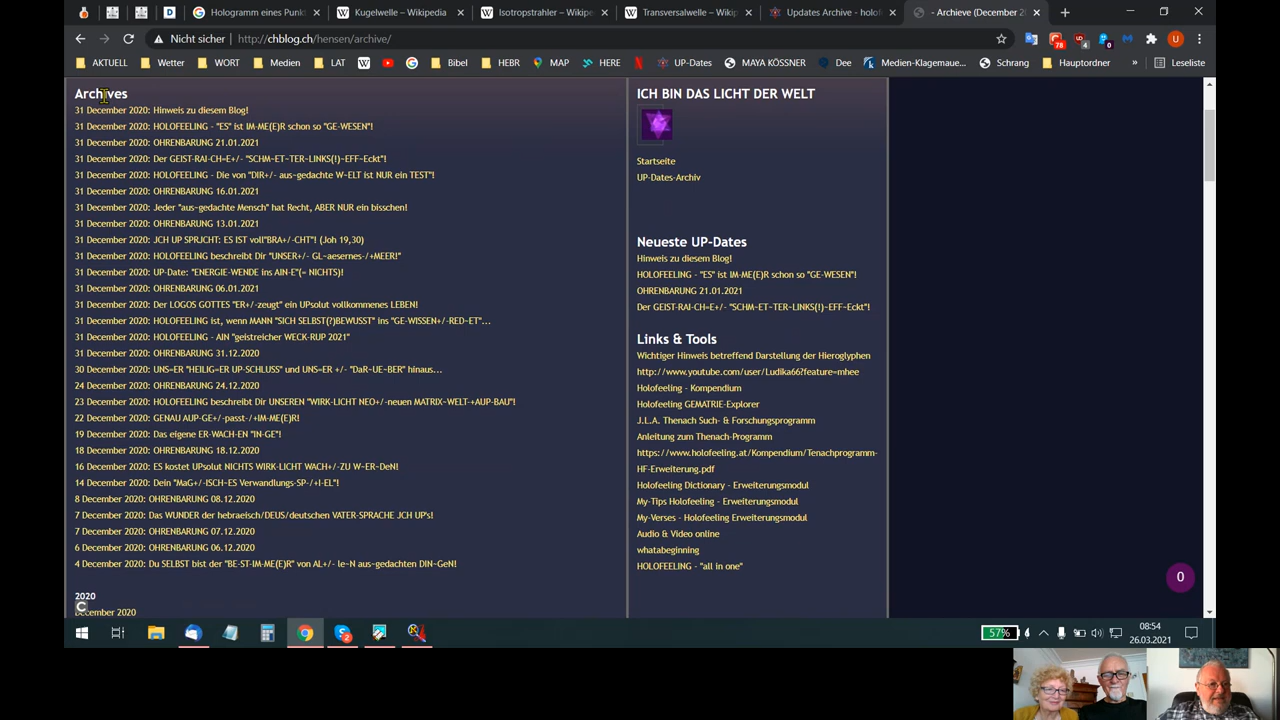 Hologramm eines Punkt
Kugelwelle – Wikipedia
Isotropstrahler – Wikipe
Transversalwelle – Wikip
Updates Archive - holof
- Archieve (December 2
Nicht sicher
http://chblog.ch/hensen/archive/
AKTUELL
Wetter
WORT
Medien
LAT
Bibel
HEBR
MAP
HERE
UP-Dates
MAYA KÖSSNER
Dee
Medien-Klagemaue...
Schrang
Hauptordner
»
Leseliste
Archives
31 December 2020: Hinweis zu diesem Blog!
31 December 2020: HOLOFEELING - "ES" ist IM-ME(E)R schon so "GE-WESEN"!
31 December 2020: OHRENBARUNG 21.01.2021
31 December 2020: Der GEIST-RAI-CH=E+/- "SCHM~ET~TER-LINKS(!)~EFF~Eckt"!
31 December 2020: HOLOFEELING - Die von "DIR+/- aus~gedachte W~ELT ist NUR ein TEST"!
31 December 2020: OHRENBARUNG 16.01.2021
31 December 2020: Jeder "aus~gedachte Mensch" hat Recht, ABER NUR ein bisschen!
31 December 2020: OHRENBARUNG 13.01.2021
31 December 2020: JCH UP SPRJCHT: ES IST voll"BRA+/-CHT"! (Joh 19,30)
31 December 2020: HOLOFEELING beschreibt Dir "UNSER+/- GL~aesernes-/+MEER!"
31 December 2020: UP-Date: "ENERGIE-WENDE ins AIN-E"(= NICHTS)!
31 December 2020: OHRENBARUNG 06.01.2021
31 December 2020: Der LOGOS GOTTES "ER+/-zeugt" ein UPsolut vollkommenes LEBEN!
31 December 2020: HOLOFEELING ist, wenn MANN "SICH SELBST(?)BEWUSST" ins "GE-WISSEN+/-RED~ET"...
31 December 2020: HOLOFEELING - AIN "geistreicher WECK-RUP 2021"
31 December 2020: OHRENBARUNG 31.12.2020
30 December 2020: UNS=ER "HEILIG=ER UP-SCHLUSS" und UNS=ER +/- "DaR~UE~BER" hinaus...
24 December 2020: OHRENBARUNG 24.12.2020
23 December 2020: HOLOFEELING beschreibt Dir UNSEREN "WIRK-LICHT NEO+/-neuen MATRIX~WELT-+AUP-BAU"!
22 December 2020: GENAU AUP-GE+/-passt-/+IM-ME(E)R!
19 December 2020: Das eigene ER-WACH-EN "IN-GE"!
18 December 2020: OHRENBARUNG 18.12.2020
16 December 2020: ES kostet UPsolut NICHTS WIRK-LICHT WACH+/-ZU W~ER~DeN!
14 December 2020: Dein "MaG+/-ISCH=ES Verwandlungs-SP-/+I-EL"!
8 December 2020: OHRENBARUNG 08.12.2020
7 December 2020: Das WUNDER der hebraeisch/DEUS/deutschen VATER-SPRACHE JCH UP's!
7 December 2020: OHRENBARUNG 07.12.2020
6 December 2020: OHRENBARUNG 06.12.2020
4 December 2020: Du SELBST bist der "BE-ST-IM-ME(E)R" von AL+/- le~N aus~gedachten DIN~GeN!
2020
December 2020
ICH BIN DAS LICHT DER WELT
Startseite
UP-Dates-Archiv
Neueste UP-Dates
Hinweis zu diesem Blog!
HOLOFEELING - "ES" ist IM-ME(E)R schon so "GE-WESEN"!
OHRENBARUNG 21.01.2021
Der GEIST-RAI-CH=E+/- "SCHM~ET~TER-LINKS(!)~EFF~Eckt"!
Links & Tools
Wichtiger Hinweis betreffend Darstellung der Hieroglyphen
http://www.youtube.com/user/Ludika66?feature=mhee
Holofeeling - Kompendium
Holofeeling GEMATRIE-Explorer
J.L.A. Thenach Such- & Forschungsprogramm
Anleitung zum Thenach-Programm
https://www.holofeeling.at/Kompendium/Tenachprogramm-
HF-Erweiterung.pdf
Holofeeling Dictionary - Erweiterungsmodul
My-Tips Holofeeling - Erweiterungsmodul
My-Verses - Holofeeling Erweiterungsmodul
Audio & Video online
whatabeginning
HOLOFEELING - "all in one"
0
57%
08:54
26.03.2021